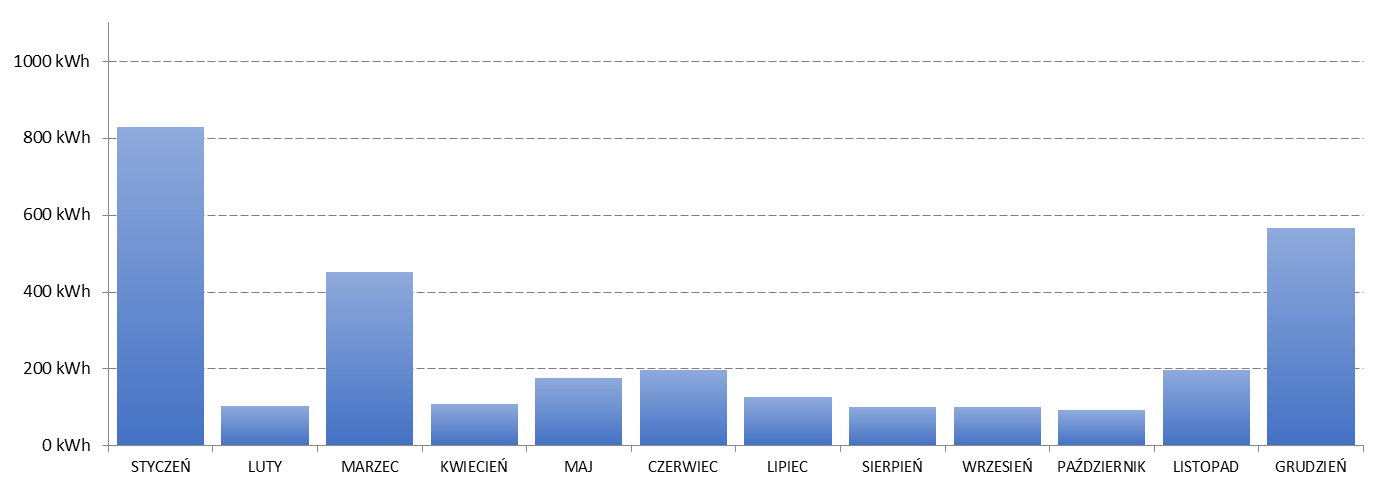 1000 kWh
800 kWh
600 kWh
400 kWh
200 kWh
0 kWh
STYCZEŃ LUTY MARZEC KWIECIEŃ MAJ CZERWIEC LIPIEC SIERPIEŃ WRZESIEŃ PAŹDZIERNIK LISTOPAD GRUDZIEŃ